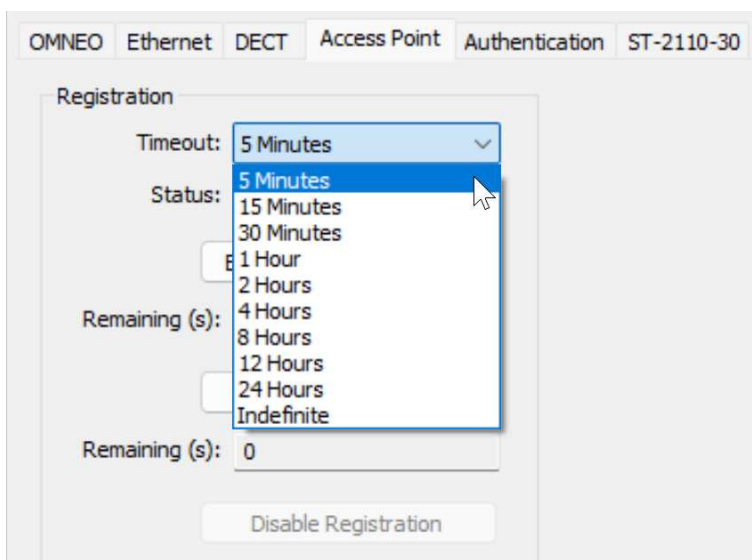 OMNEO Ethernet DECT Access Point Authentication ST-2110-30
Registration
Timeout: 5 Minutes
5 Minutes
Status:
15 Minutes
30 Minutes
1 Hour
2 Hours
Remaining (s): 4 Hours
8 Hours
12 Hours
24 Hours
Indefinite
Remaining (s): 0
Disable Registration